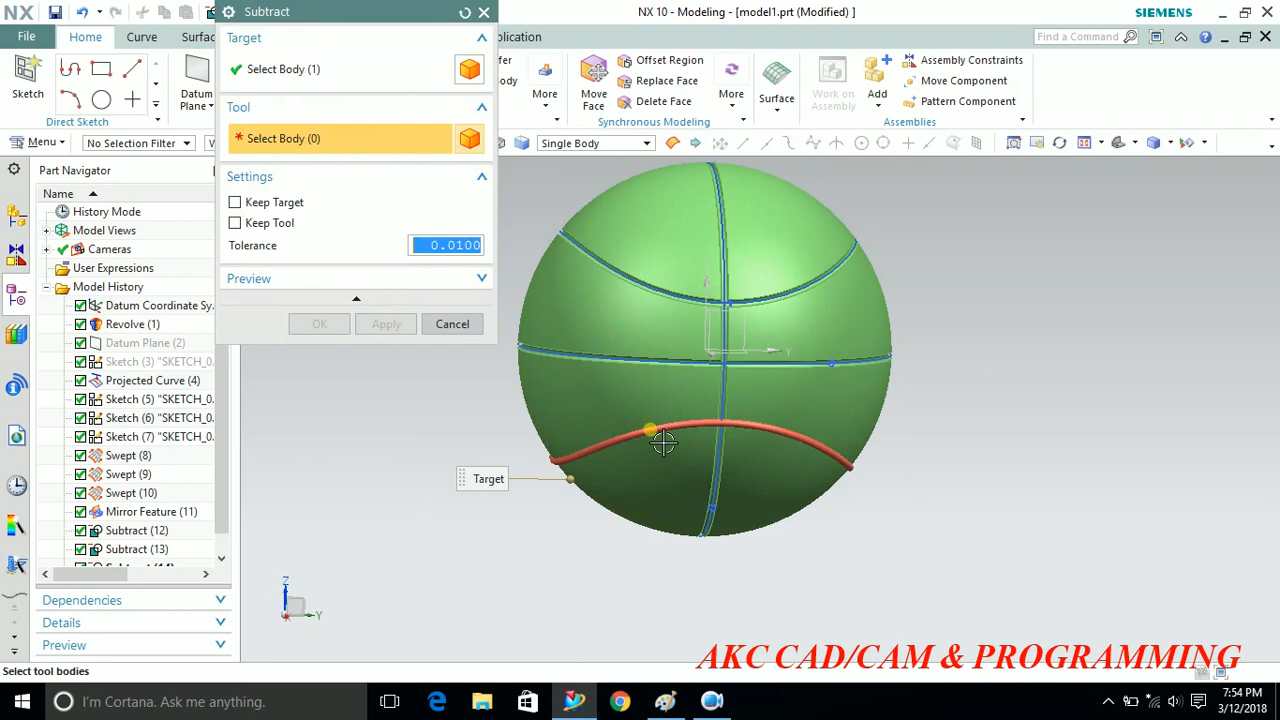 Subtract
NX 10 - Modeling - [model1.prt (Modified) ]
SIEMENS
File
Home
Curve
Surfac
plication
Find a Command
Target
Select Body (1)
Tool
* Select Body (0)
Settings
Keep Target
Keep Tool
Tolerance
0.0100
Preview
OK
Apply
Cancel
Sketch
Datum
Plane
Direct Sketch
More
Move
Face
Offset Region
Replace Face
Delete Face
More
Synchronous Modeling
Surface
Work on
Assembly
Add
Assembly Constraints
Move Component
Pattern Component
Assemblies
Menu
No Selection Filter
Single Body
Part Navigator
Name
History Mode
Model Views
Cameras
User Expressions
Model History
Datum Coordinate Sy.
Revolve (1)
Datum Plane (2)
Sketch (3) "SKETCH_0.
Projected Curve (4)
Sketch (5) "SKETCH_0.
Sketch (6) "SKETCH_0.
Sketch (7) "SKETCH_0.
Swept (8)
Swept (9)
Swept (10)
Mirror Feature (11)
Subtract (12)
Subtract (13)
Dependencies
Details
Preview
Target
Y
Z
Y
X
AKC CAD/CAM & PROGRAMMING
Select tool bodies
I'm Cortana. Ask me anything.
7:54 PM
3/12/2018